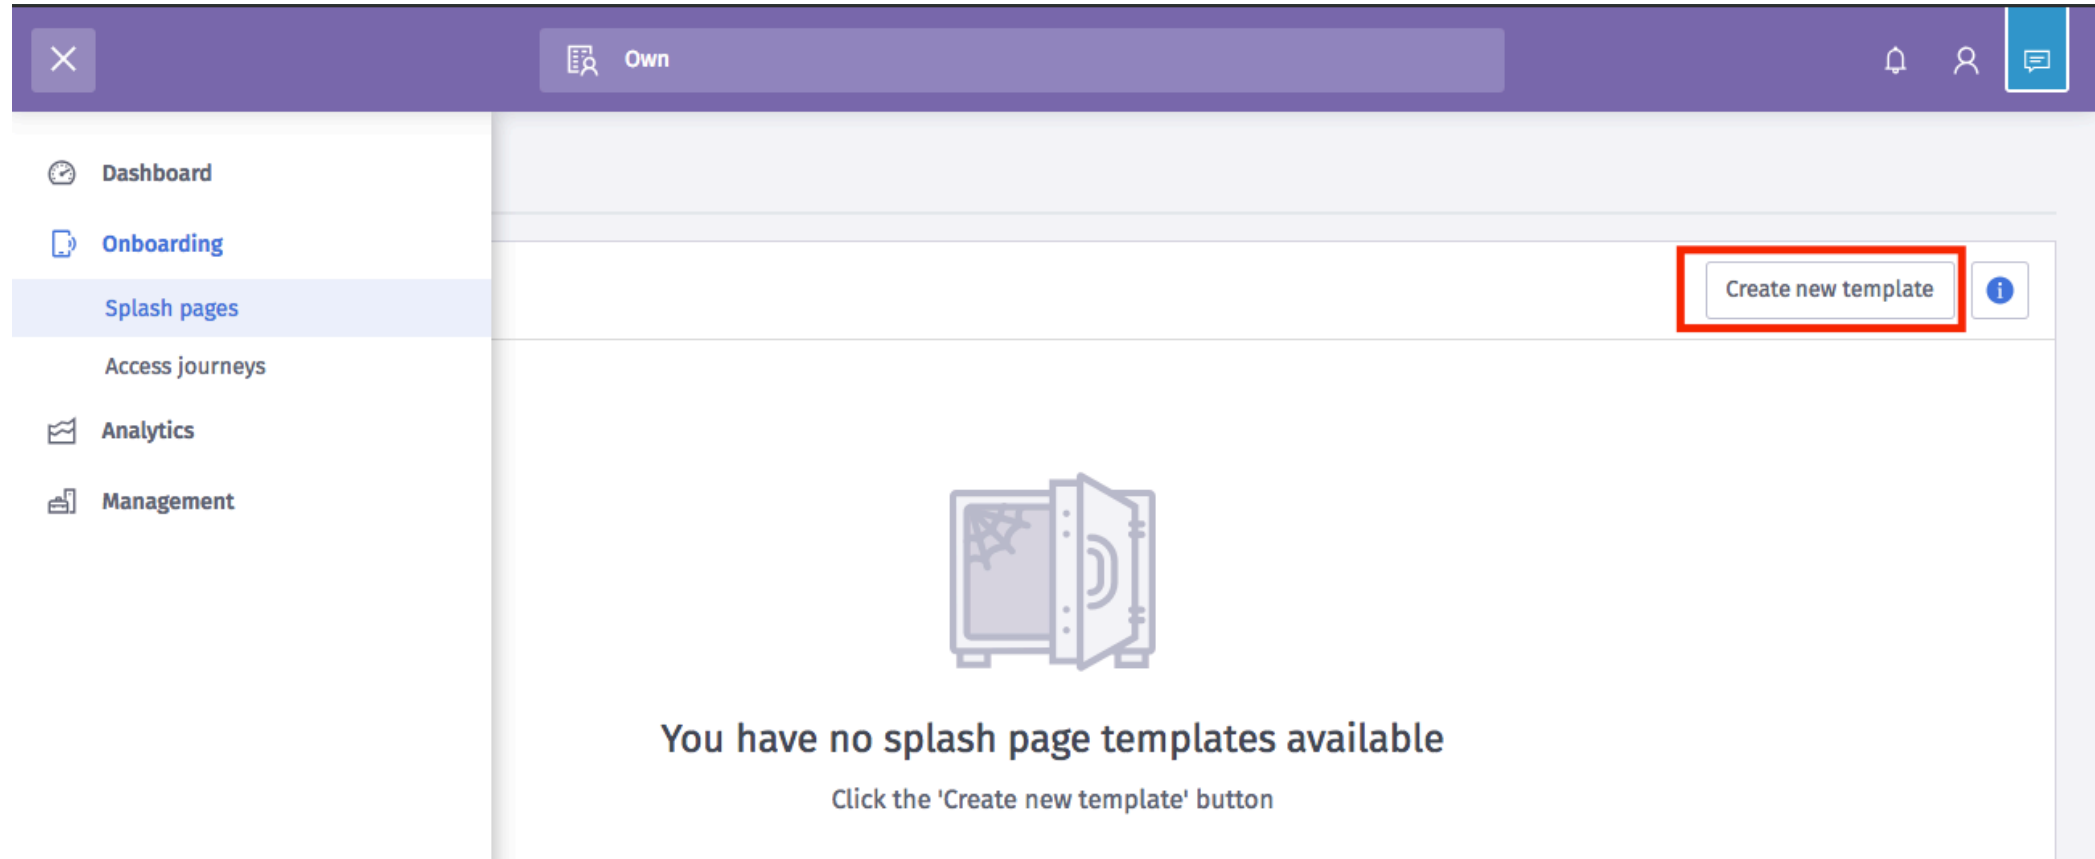 Own
Dashboard
Onboarding
Splash pages
Access journeys
Analytics
Management
Create new template
You have no splash page templates available
Click the 'Create new template' button